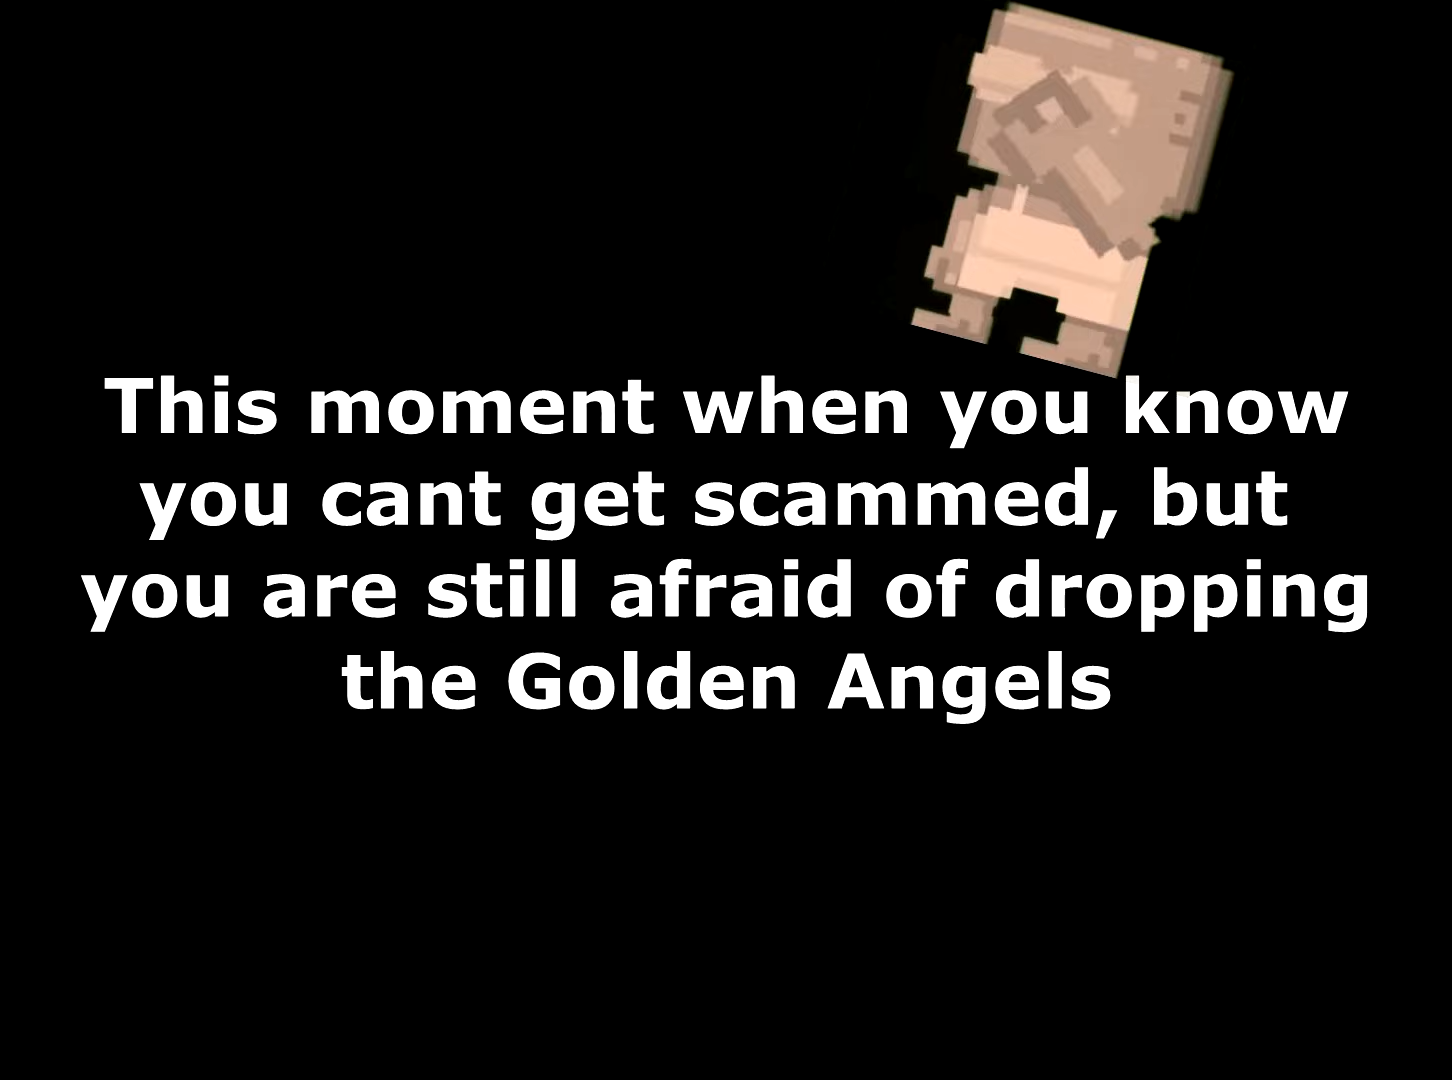 This moment when you know
you cant get scammed, but
you are still afraid of dropping
the Golden Angels